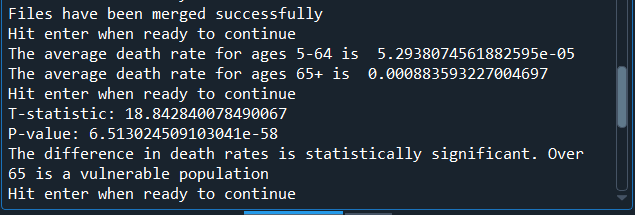 Files have been merged successfully
Hit enter when ready to continue
The average death rate for ages 5-64 is  5.2938074561882595e-05
The average death rate for ages 65+ is  0.000883593227004697
Hit enter when ready to continue
T-statistic: 18.842840078490067
P-value: 6.513024509103041e-58
The difference in death rates is statistically significant. Over
65 is a vulnerable population
Hit enter when ready to continue